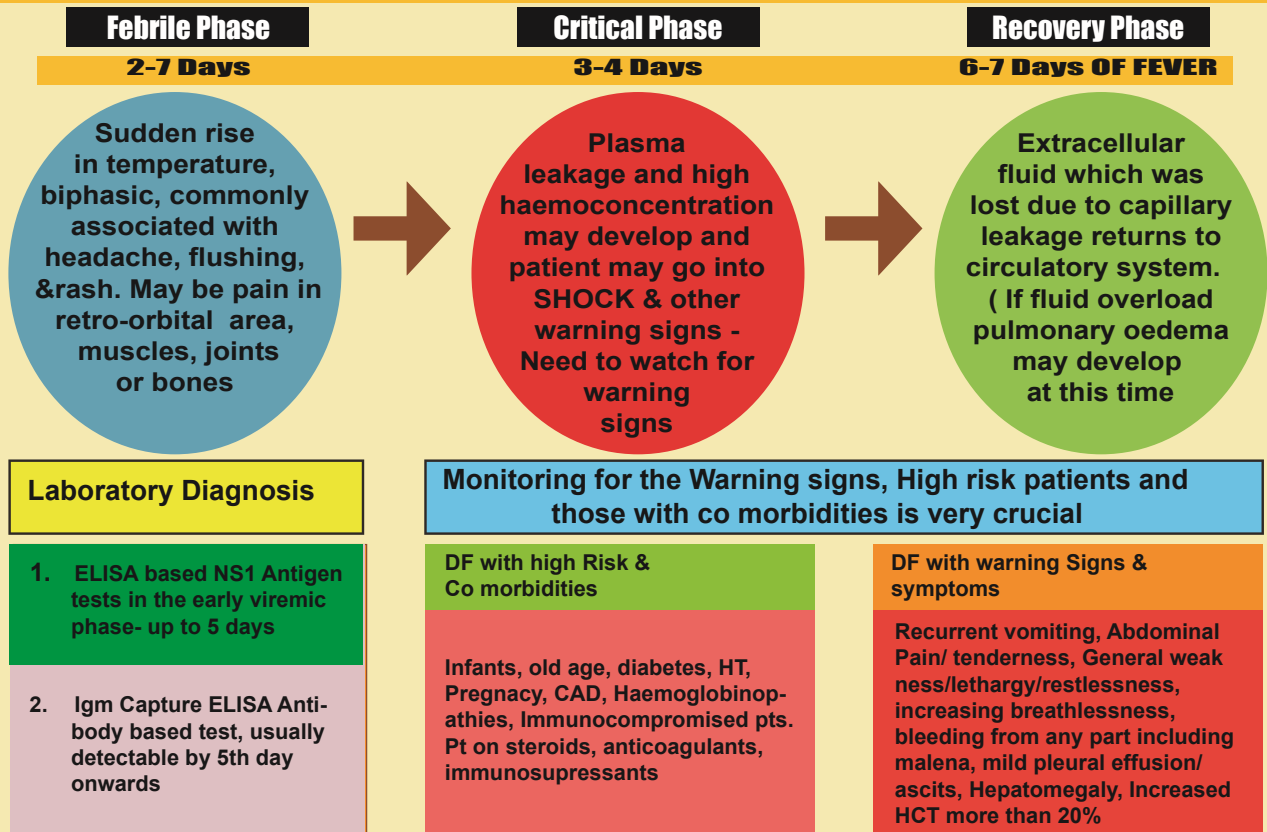 Febrile Phase
2-7 Days
Sudden rise
in temperature,
biphasic, commonly
associated with
headache, flushing,
&rash. May be pain in
retro-orbital area,
muscles, joints
or bones
Critical Phase
3-4 Days
Plasma
leakage and high
haemoconcentration
may develop and
patient may go into
SHOCK & other
warning signs -
Need to watch for
warning
signs
Recovery Phase
6-7 Days OF FEVER
Extracellular
fluid which was
lost due to capillary
leakage returns to
circulatory system.
( If fluid overload
pulmonary oedema
may develop
at this time
Laboratory Diagnosis
1. ELISA based NS1 Antigen
tests in the early viremic
phase- up to 5 days
2. Igm Capture ELISA Anti-
body based test, usually
detectable by 5th day
onwards
Monitoring for the Warning signs, High risk patients and
those with co morbidities is very crucial
DF with high Risk &
Co morbidities
Infants, old age, diabetes, HT,
Pregnancy, CAD, Haemoglobinop-
athies, Immunocompromised pts.
Pt on steroids, anticoagulants,
immunosupressants
DF with warning Signs &
symptoms
Recurrent vomiting, Abdominal
Pain/ tenderness, General weak
ness/lethargy/restlessness,
increasing breathlessness,
bleeding from any part including
malena, mild pleural effusion/
ascits, Hepatomegaly, Increased
HCT more than 20%